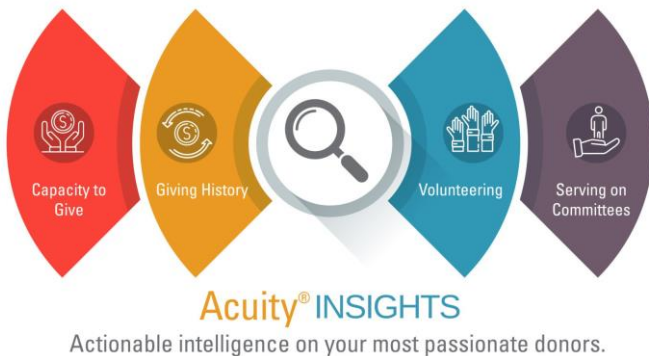 Capacity to
Give
Giving History
Volunteering
Serving on
Committees
Acuity® INSIGHTS
Actionable intelligence on your most passionate donors.